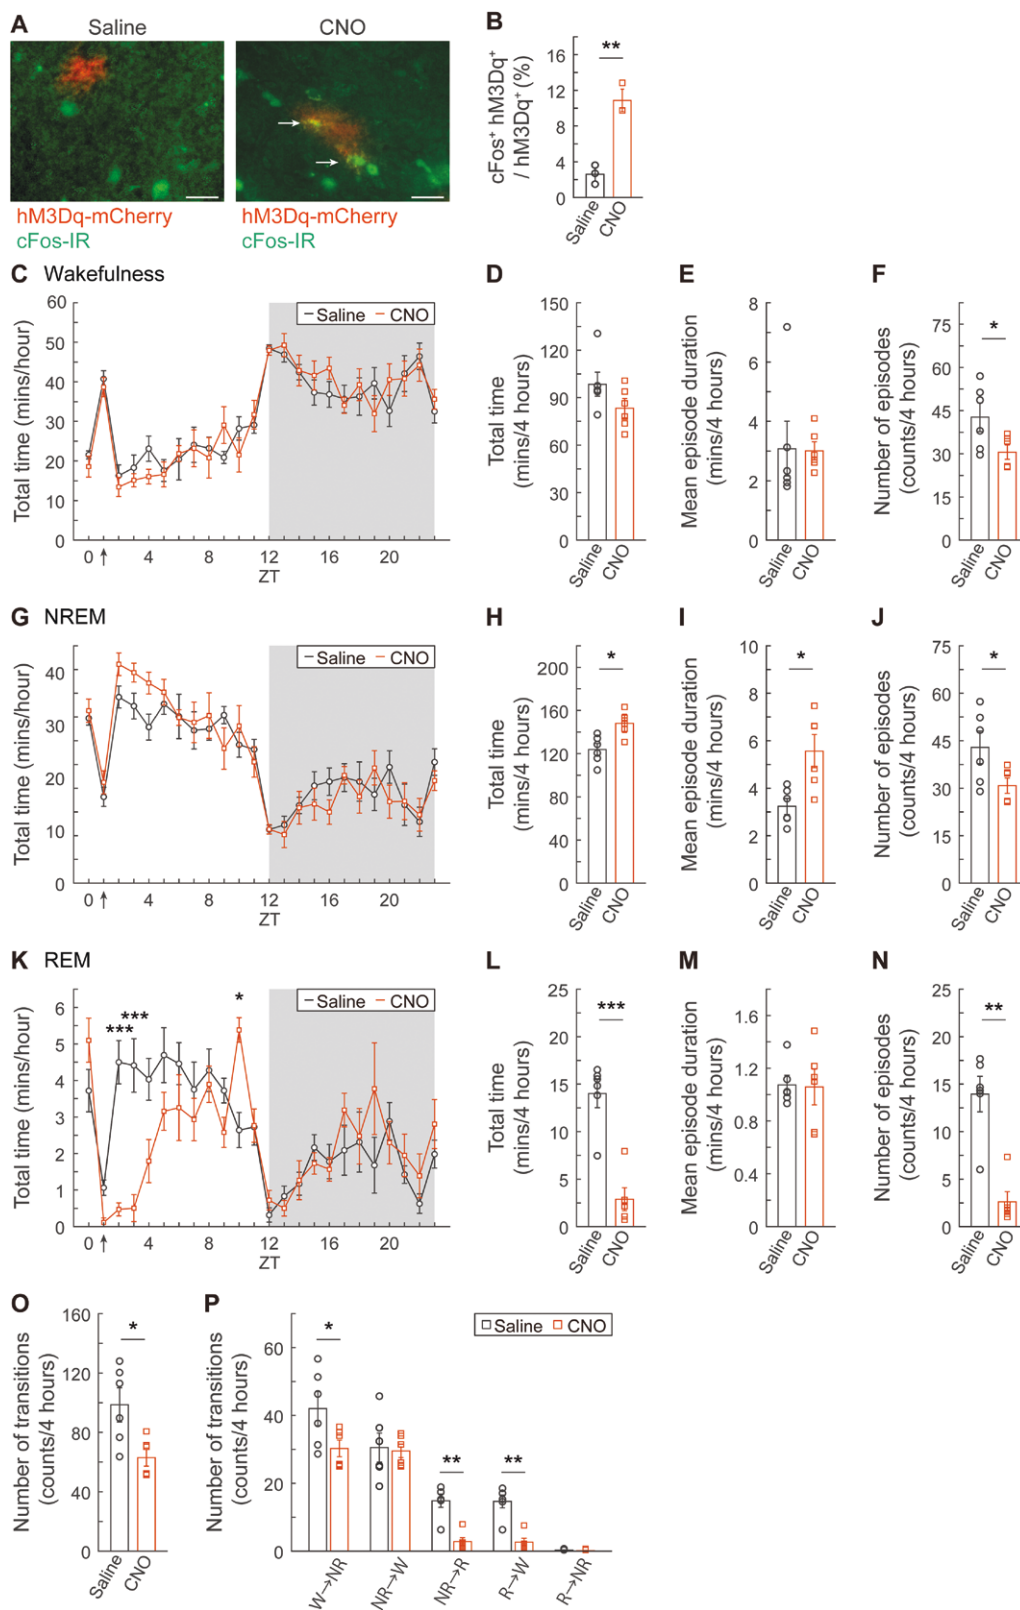 A Saline CNO
hM3Dq-mCherry
cFos-IR
hM3Dq-mCherry
cFos-IR
B
cFos⁺ hM3Dq⁺
/ hM3Dq⁺ (%)
16
12
8
4
0
**
Saline
CNO
C Wakefulness
Total time (mins/hour)
60
50
40
30
20
10
0
Saline CNO
0 4 8 12 16 20
ZT
D
Total time
(mins/4 hours)
150
120
90
60
30
0
Saline
CNO
E
Mean episode duration
(mins/4 hours)
8
6
4
2
0
Saline
CNO
F
Number of episodes
(counts/4 hours)
75
60
45
30
15
0
*
Saline
CNO
G NREM
Total time (mins/hour)
40
30
20
10
0
Saline CNO
0 4 8 12 16 20
ZT
H
Total time
(mins/4 hours)
200
160
120
80
40
0
*
Saline
CNO
I
Mean episode duration
(mins/4 hours)
10
8
6
4
2
0
*
Saline
CNO
J
Number of episodes
(counts/4 hours)
75
60
45
30
15
0
*
Saline
CNO
K REM
Total time (mins/hour)
6
5
4
3
2
1
0
***
***
*
Saline CNO
0 4 8 12 16 20
ZT
L
Total time
(mins/4 hours)
25
20
15
10
5
0
***
Saline
CNO
M
Mean episode duration
(mins/4 hours)
1.6
1.2
0.8
0.4
0
Saline
CNO
N
Number of episodes
(counts/4 hours)
25
20
15
10
5
0
**
Saline
CNO
O
Number of transitions
(counts/4 hours)
160
120
80
40
0
*
Saline
CNO
P
Number of transitions
(counts/4 hours)
60
40
20
0
Saline CNO
*
**
**
W→NR
NR→W
NR→R
R→W
R→NR